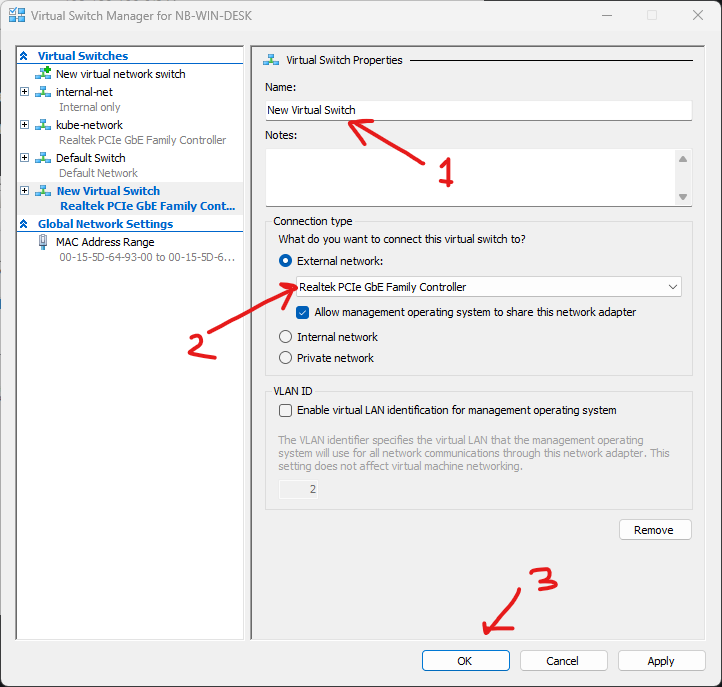 Virtual Switch Manager for NB-WIN-DESK
Virtual Switches
New virtual network switch
internal-net
Internal only
kube-network
Realtek PCIe GbE Family Controller
Default Switch
Default Network
New Virtual Switch
Realtek PCIe GbE Family Cont...
Global Network Settings
MAC Address Range
00-15-5D-64-93-00 to 00-15-5D-6...
Virtual Switch Properties
Name:
New Virtual Switch
1
Notes:
Connection type
What do you want to connect this virtual switch to?
External network:
Realtek PCIe GbE Family Controller
2
Allow management operating system to share this network adapter
Internal network
Private network
VLAN ID
Enable virtual LAN identification for management operating system
The VLAN identifier specifies the virtual LAN that the management operating
system will use for all network communications through this network adapter. This
setting does not affect virtual machine networking.
2
Remove
3
OK
Cancel
Apply